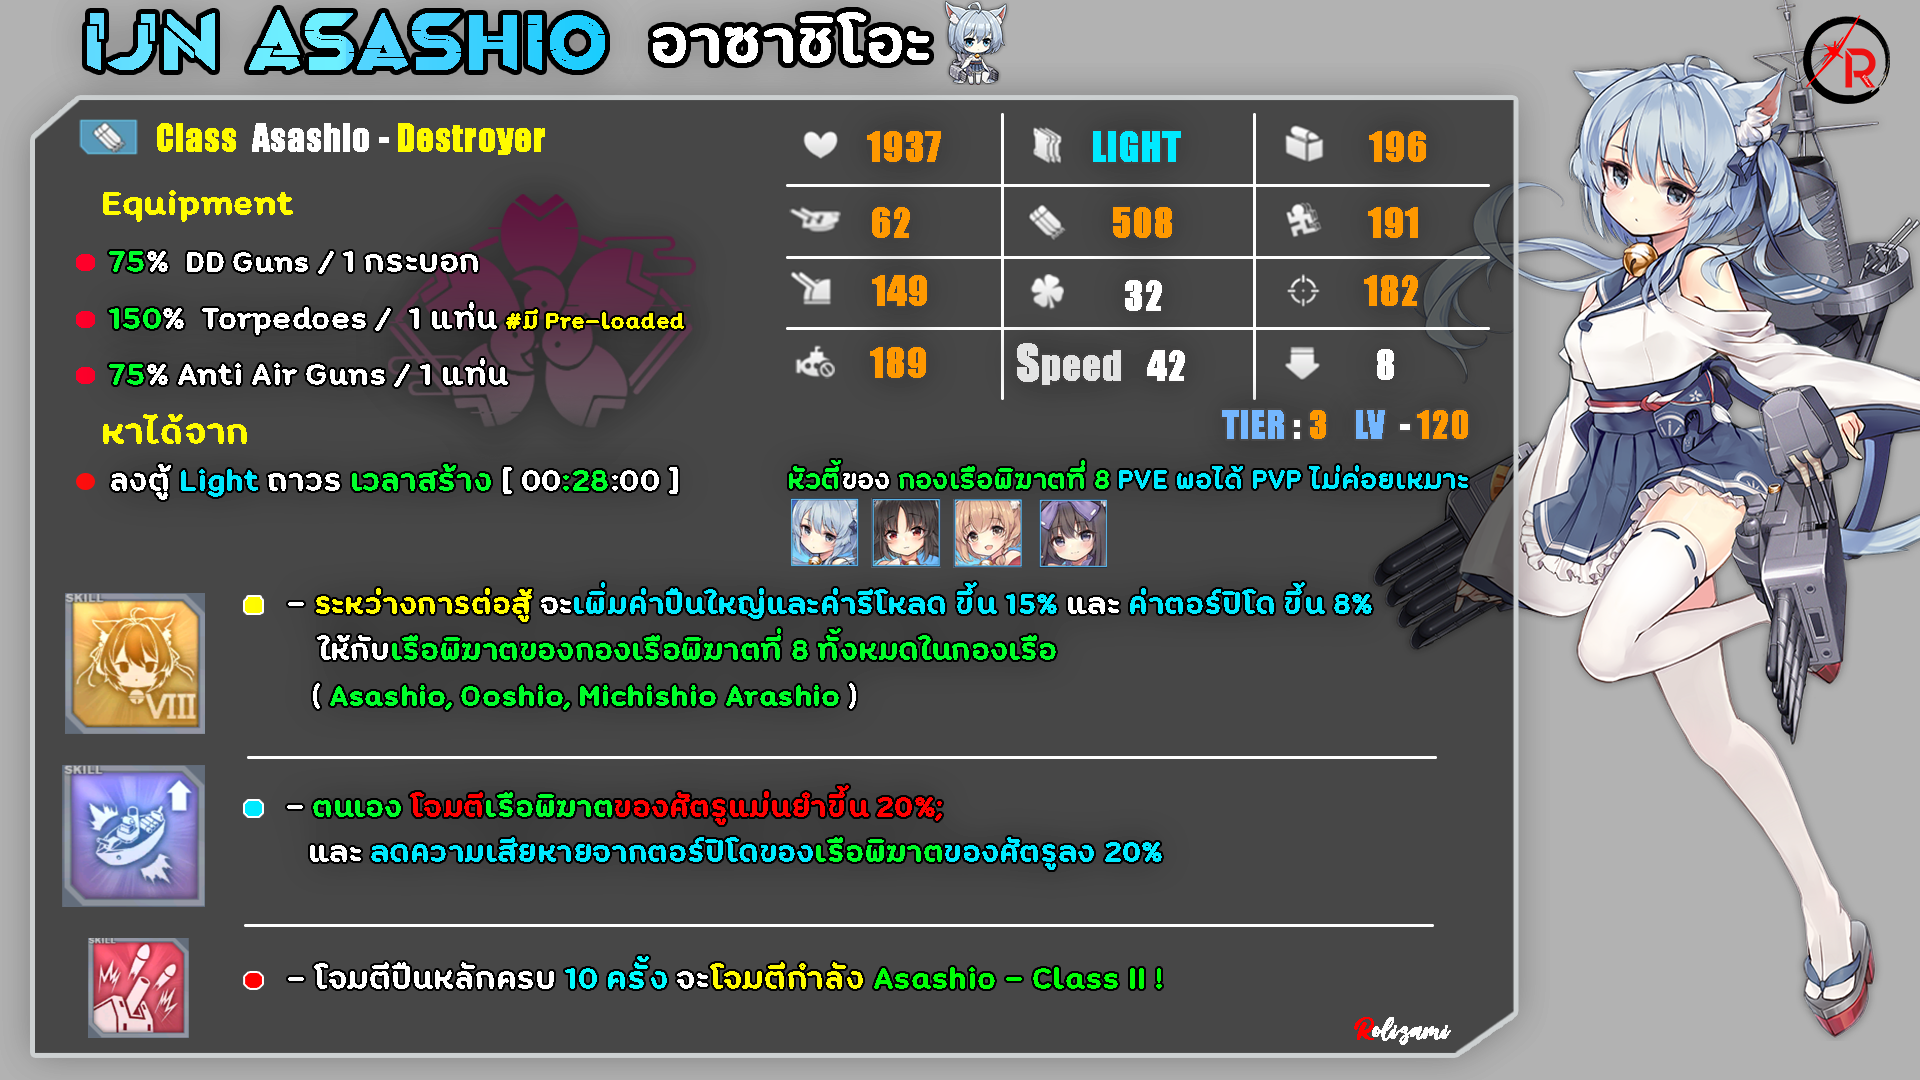 IJN ASASHIO อาซาชิโอะ
R
Class Asashio - Destroyer
Equipment
75% DD Guns / 1 กระบอก
150% Torpedoes / 1 แท่น #มี Pre-loaded
75% Anti Air Guns / 1 แท่น
หาได้จาก
ลงตู้ Light ถาวร เวลาสร้าง [ 00:28:00 ]
1937 LIGHT 196
62 508 191
149 32 182
189 Speed 42 8
TIER : 3 LV - 120
หัวตี้ของ กองเรือพิฆาตที่ 8 PVE พอได้ PVP ไม่ค่อยเหมาะ
SKILL
VIII
- ระหว่างการต่อสู้ จะเพิ่มค่าปืนใหญ่และค่ารีโหลด ขึ้น 15% และ ค่าตอร์ปิโด ขึ้น 8%
ให้กับเรือพิฆาตของกองเรือพิฆาตที่ 8 ทั้งหมดในกองเรือ
( Asashio, Ooshio, Michishio Arashio )
SKILL
- ตนเอง โจมตีเรือพิฆาตของศัตรูแม่นยำขึ้น 20%;
และ ลดความเสียหายจากตอร์ปิโดของเรือพิฆาตของศัตรูลง 20%
SKILL
- โจมตีปืนหลักครบ 10 ครั้ง จะโจมตีกำลัง Asashio - Class II !
Rolizami